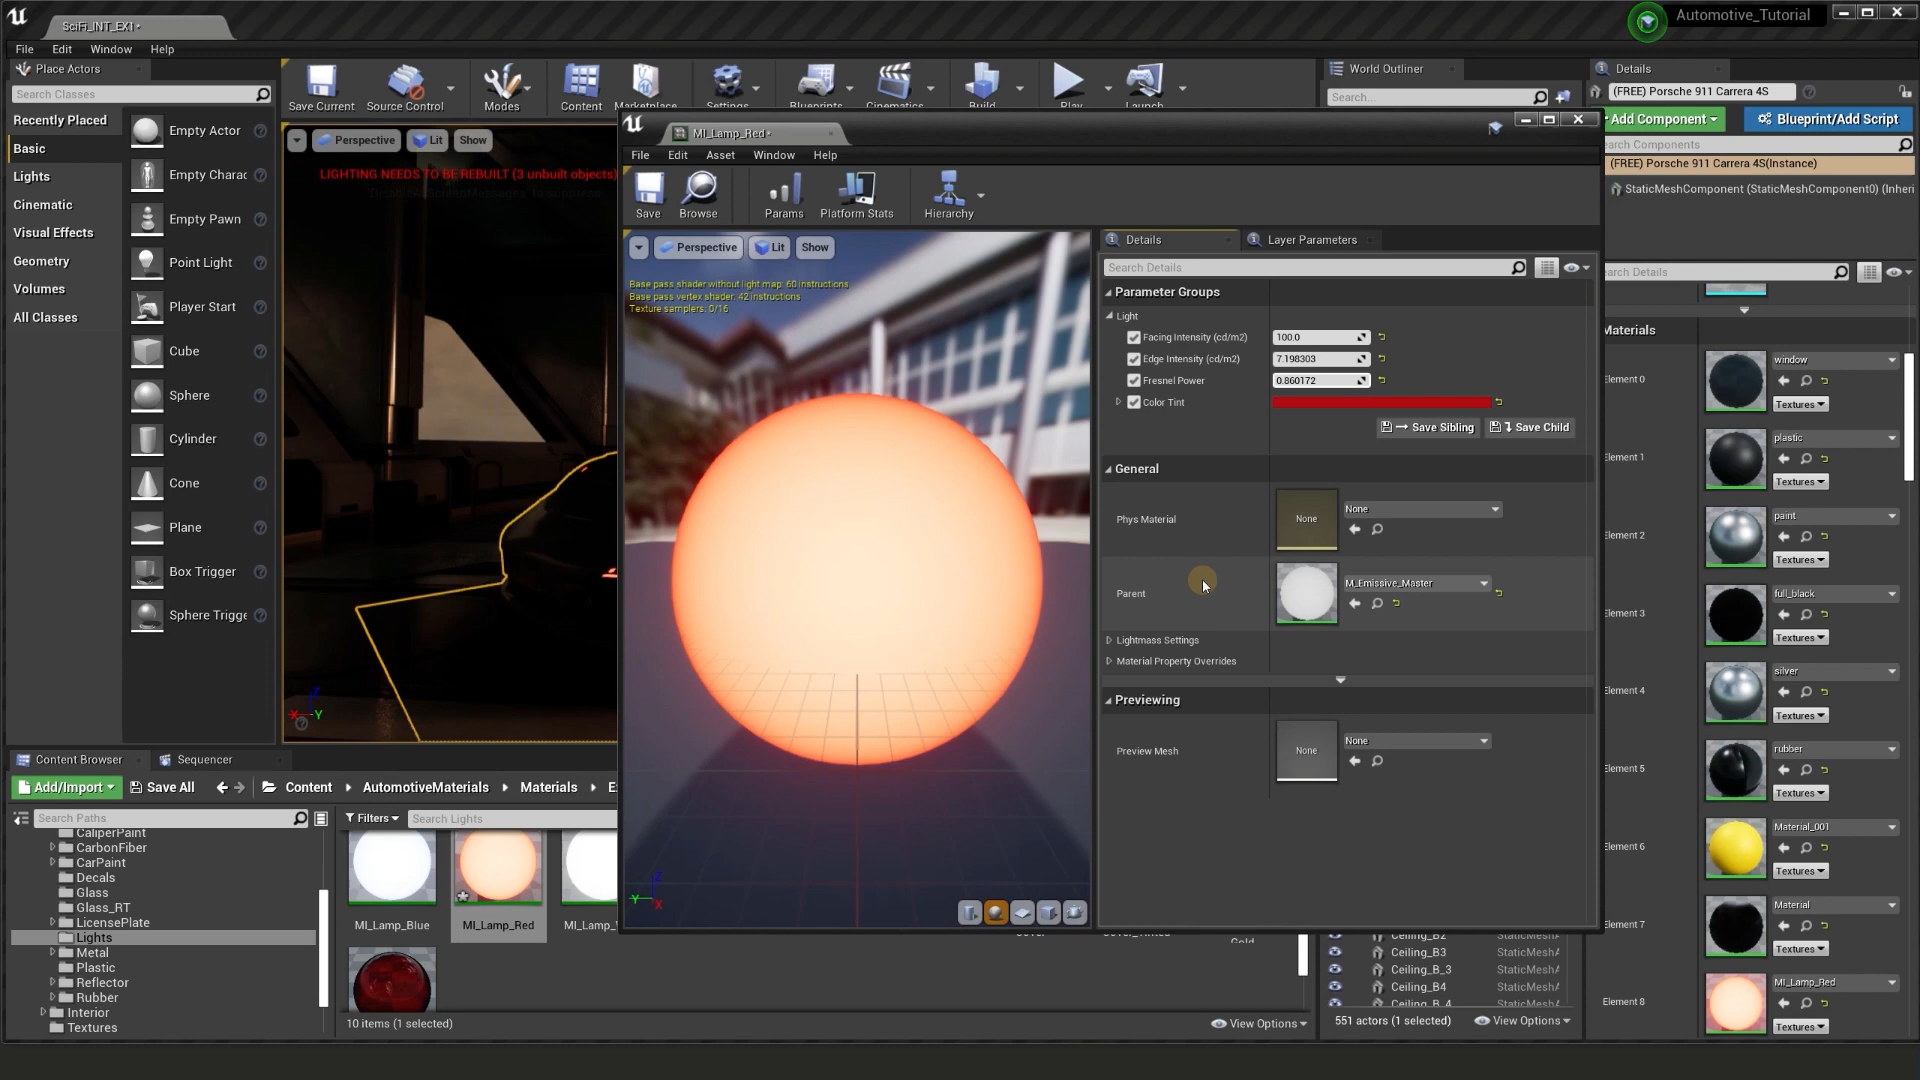 SciFi_INT_EX1•
Automotive_Tutorial
File Edit Window Help
Place Actors
Search Classes
Recently Placed
Basic
Lights
Cinematic
Visual Effects
Geometry
Volumes
All Classes
Empty Actor
Empty Charac
Empty Pawn
Point Light
Player Start
Cube
Sphere
Cylinder
Cone
Plane
Box Trigger
Sphere Trigge
Save Current
Source Control
Modes
Content
Marketplace
Settings
Blueprints
Cinematics
Build
Play
Launch
Perspective Lit Show
LIGHTING NEEDS TO BE REBUILT (3 unbuilt objects)
X Y Z
MI_Lamp_Red•
File Edit Asset Window Help
Save
Browse
Params
Platform Stats
Hierarchy
Perspective Lit Show
Base pass shader without light map: 60 instructions
Base pass vertex shader: 42 instructions
Texture samplers: 0/16
Z Y X
Details
Layer Parameters
Search Details
Parameter Groups
Light
Facing Intensity (cd/m2) 100.0
Edge Intensity (cd/m2) 7.198303
Fresnel Power 0.860172
Color Tint
Save Sibling Save Child
General
Phys Material None None
Parent M_Emissive_Master
Lightmass Settings
Material Property Overrides
Previewing
Preview Mesh None None
World Outliner
Search...
Details
(FREE) Porsche 911 Carrera 4S
Add Component
Blueprint/Add Script
earch Components
(FREE) Porsche 911 Carrera 4S(Instance)
StaticMeshComponent (StaticMeshComponent0) (Inheri
earch Details
Materials
Element 0 window
Textures
Element 1 plastic
Textures
Element 2 paint
Textures
Element 3 full_black
Textures
Element 4 silver
Textures
Element 5 rubber
Textures
Element 6 Material_001
Textures
Element 7 Material
Textures
Element 8 MI_Lamp_Red
Textures
Ceiling_B2 StaticMeshA
Ceiling_B3 StaticMeshA
Ceiling_B_3 StaticMeshA
Ceiling_B4 StaticMeshA
Ceiling_B_4 StaticMeshA
551 actors (1 selected)
View Options
Content Browser
Sequencer
Add/Import
Save All
Content
AutomotiveMaterials
Materials
E
Search Paths
CaliperPaint
CarbonFiber
CarPaint
Decals
Glass
Glass_RT
LicensePlate
Lights
Metal
Plastic
Reflector
Rubber
Interior
Textures
Filters
Search Lights
MI_Lamp_Blue
MI_Lamp_Red
MI_Lamp_
Gold
10 items (1 selected)
View Options